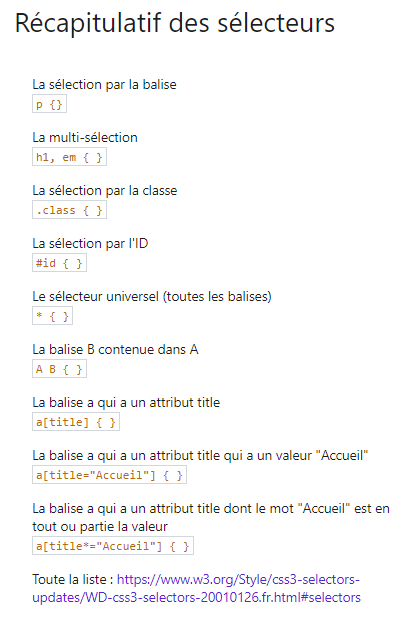 Récapitulatif des sélecteurs
La sélection par la balise
p {}
La multi-sélection
h1, em { }
La sélection par la classe
.class { }
La sélection par l'ID
#id { }
Le sélecteur universel (toutes les balises)
* { }
La balise B contenue dans A
A B { }
La balise a qui a un attribut title
a[title] { }
La balise a qui a un attribut title qui a un valeur "Accueil"
a[title="Accueil"] { }
La balise a qui a un attribut title dont le mot "Accueil" est en
tout ou partie la valeur
a[title*="Accueil"] { }
Toute la liste : https://www.w3.org/Style/css3-selectors-
updates/WD-css3-selectors-20010126.fr.html#selectors